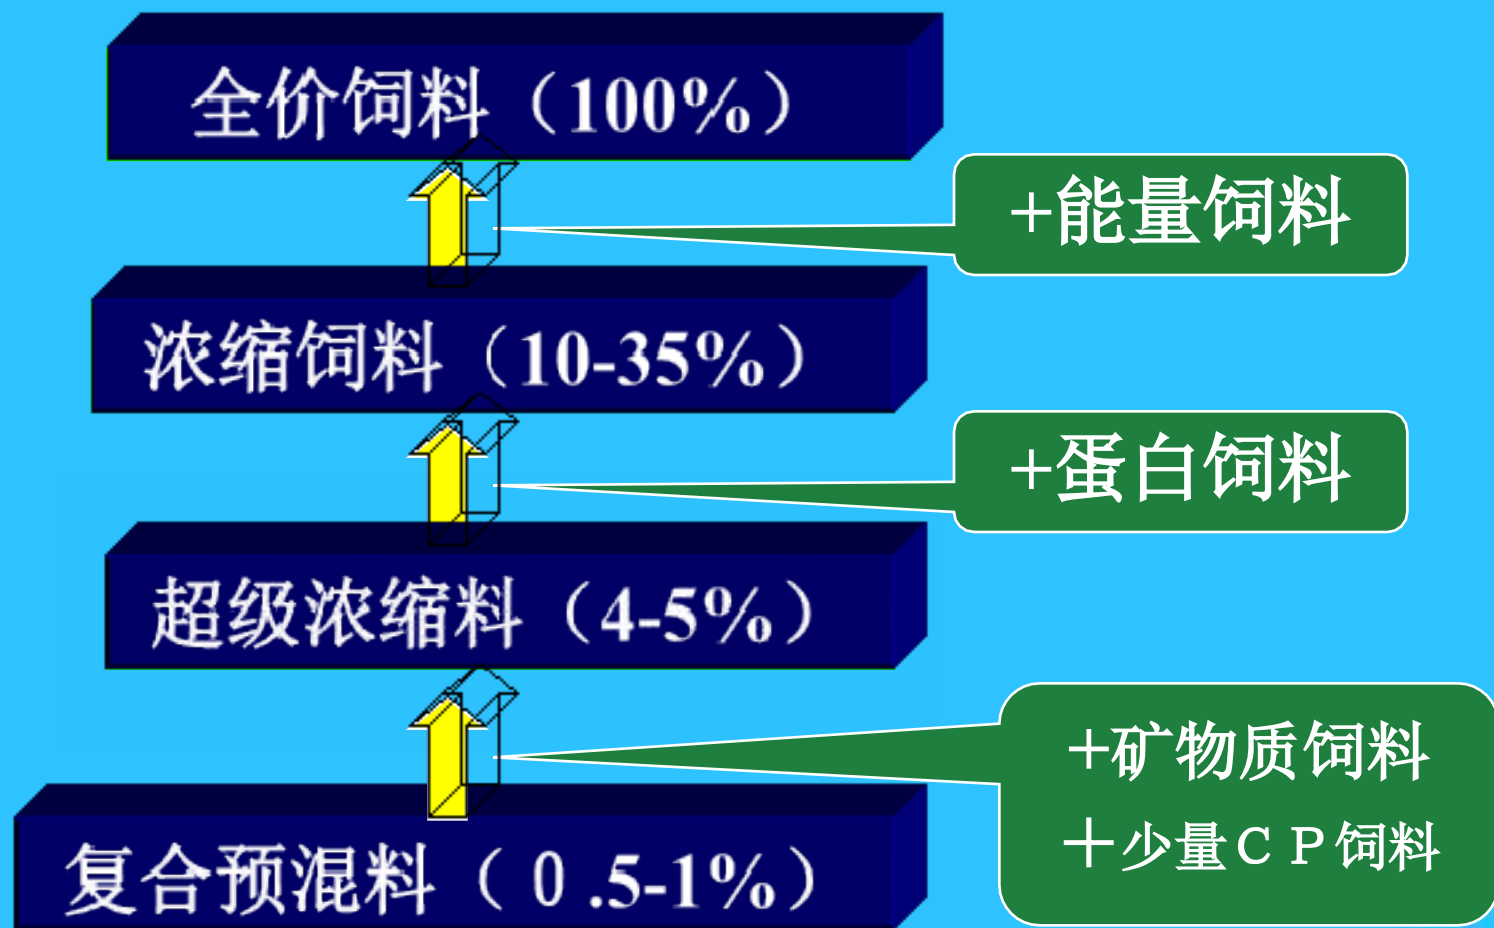 全价饲料（100%）
+能量饲料
浓缩饲料（10-35%）
+蛋白饲料
超级浓缩料（4-5%）
+矿物质饲料
＋少量ＣＰ饲料
复合预混料（０.5-1%）